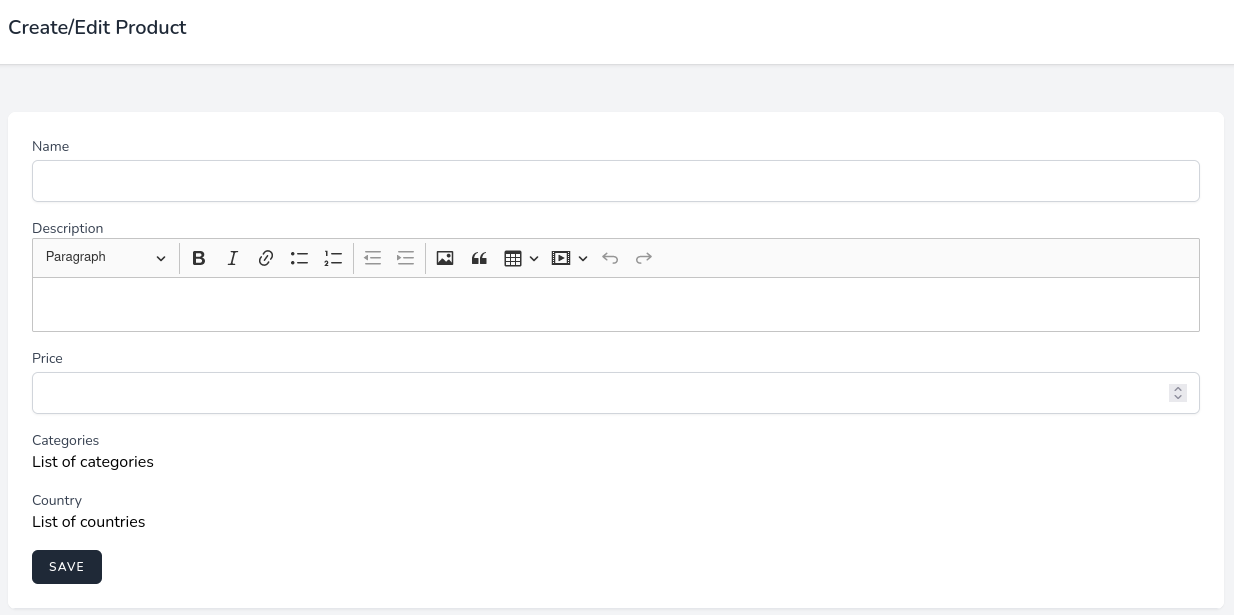 Create/Edit Product
Name
Description
Paragraph
Price
Categories
List of categories
Country
List of countries
SAVE